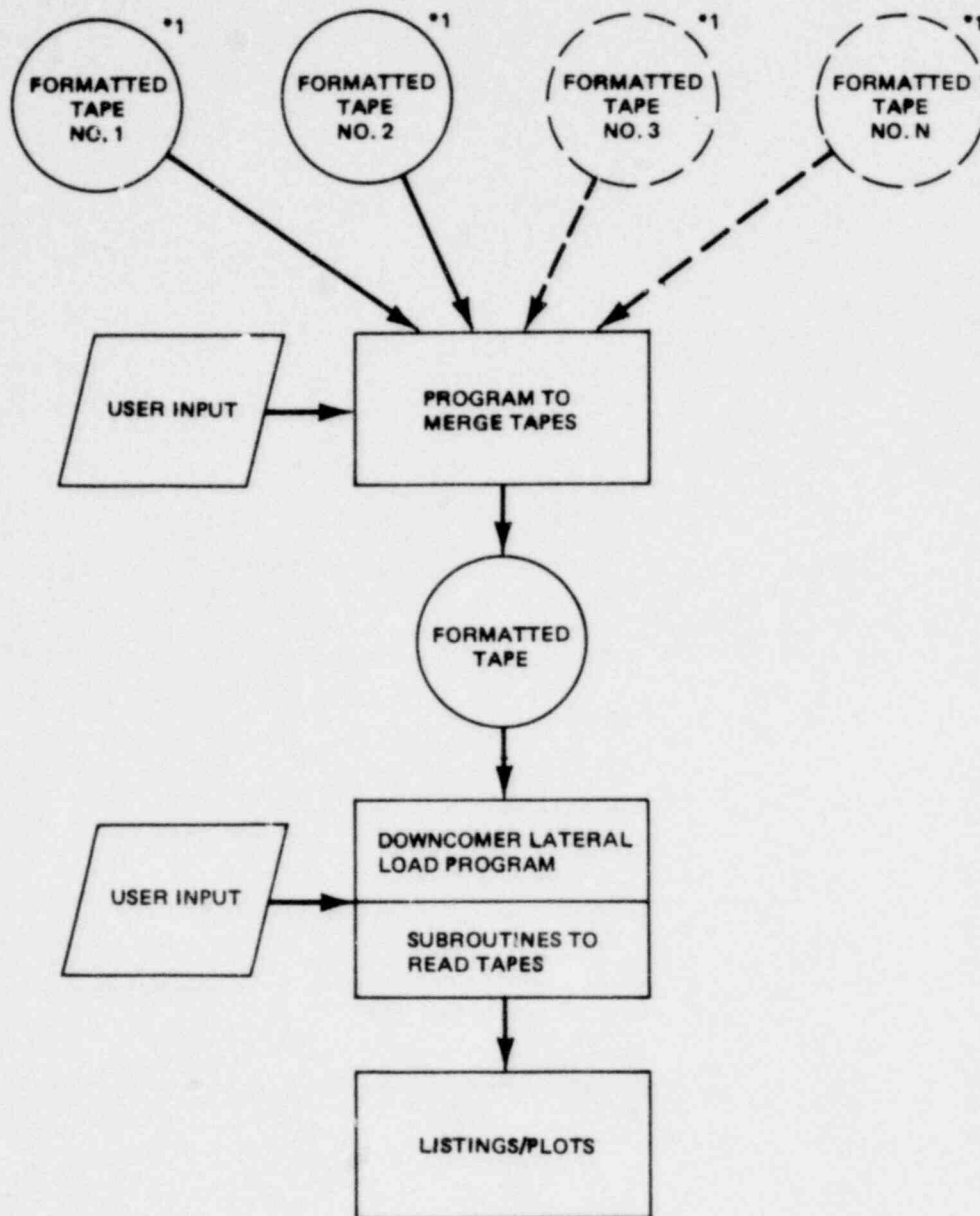 *1
*1
*1
*1
FORMATTED
TAPE
NO. 1
FORMATTED
TAPE
NO. 2
FORMATTED
TAPE
NO. 3
FORMATTED
TAPE
NO. N
USER INPUT
PROGRAM TO
MERGE TAPES
FORMATTED
TAPE
USER INPUT
DOWNCOMER LATERAL
LOAD PROGRAM
SUBROUTINES TO
READ TAPES
LISTINGS/PLOTS